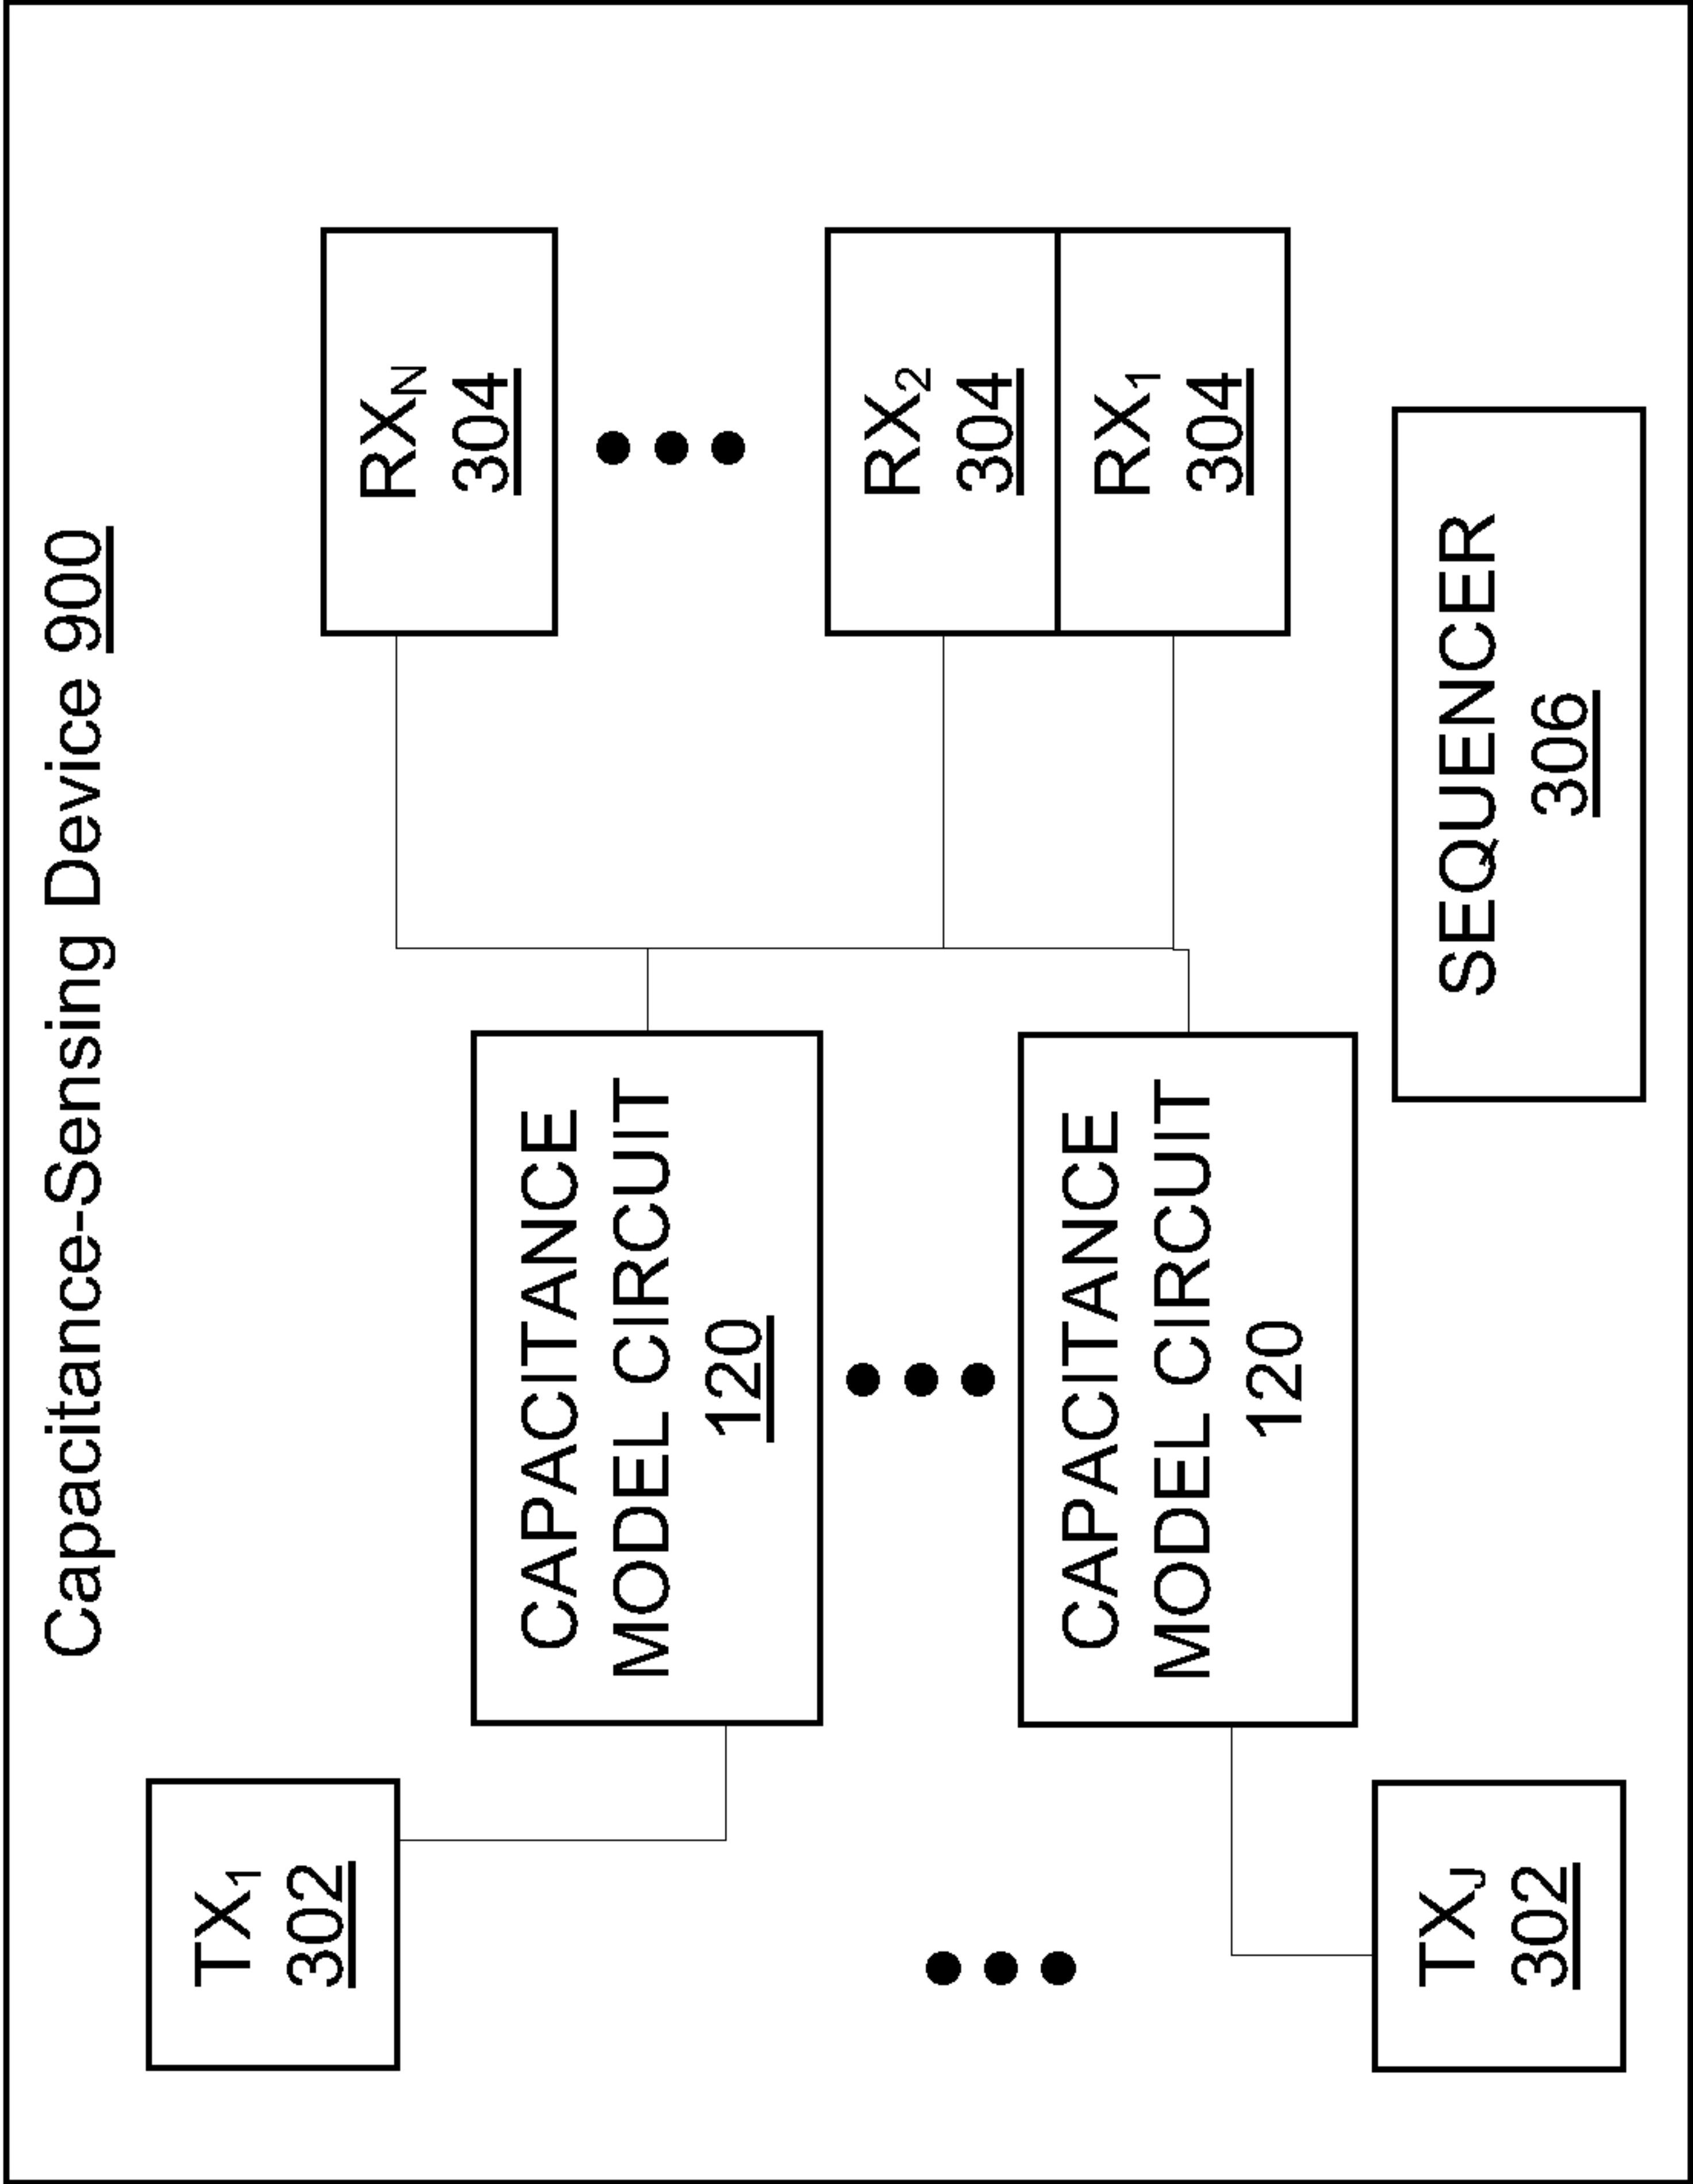 Capacitance-Sensing Device 900
TX1
302
CAPACITANCE
MODEL CIRCUIT
120
RXN
304
RX2
304
RX1
304
CAPACITANCE
MODEL CIRCUIT
120
TXJ
302
SEQUENCER
306